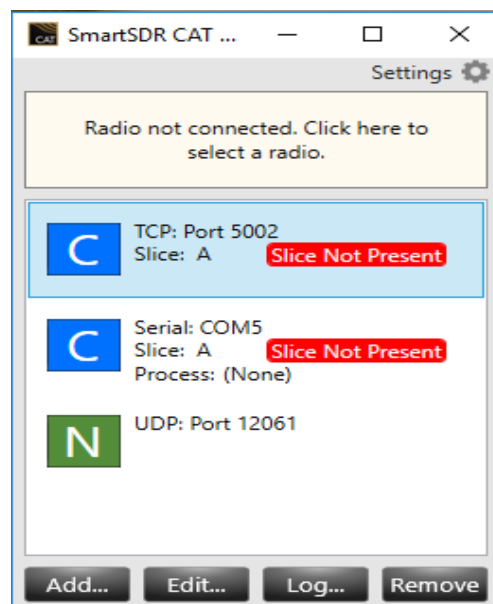 CAT SmartSDR CAT ...
Settings
Radio not connected. Click here to
select a radio.
C
TCP: Port 5002
Slice: A Slice Not Present
C
Serial: COM5
Slice: A Slice Not Present
Process: (None)
N
UDP: Port 12061
Add... Edit... Log... Remove